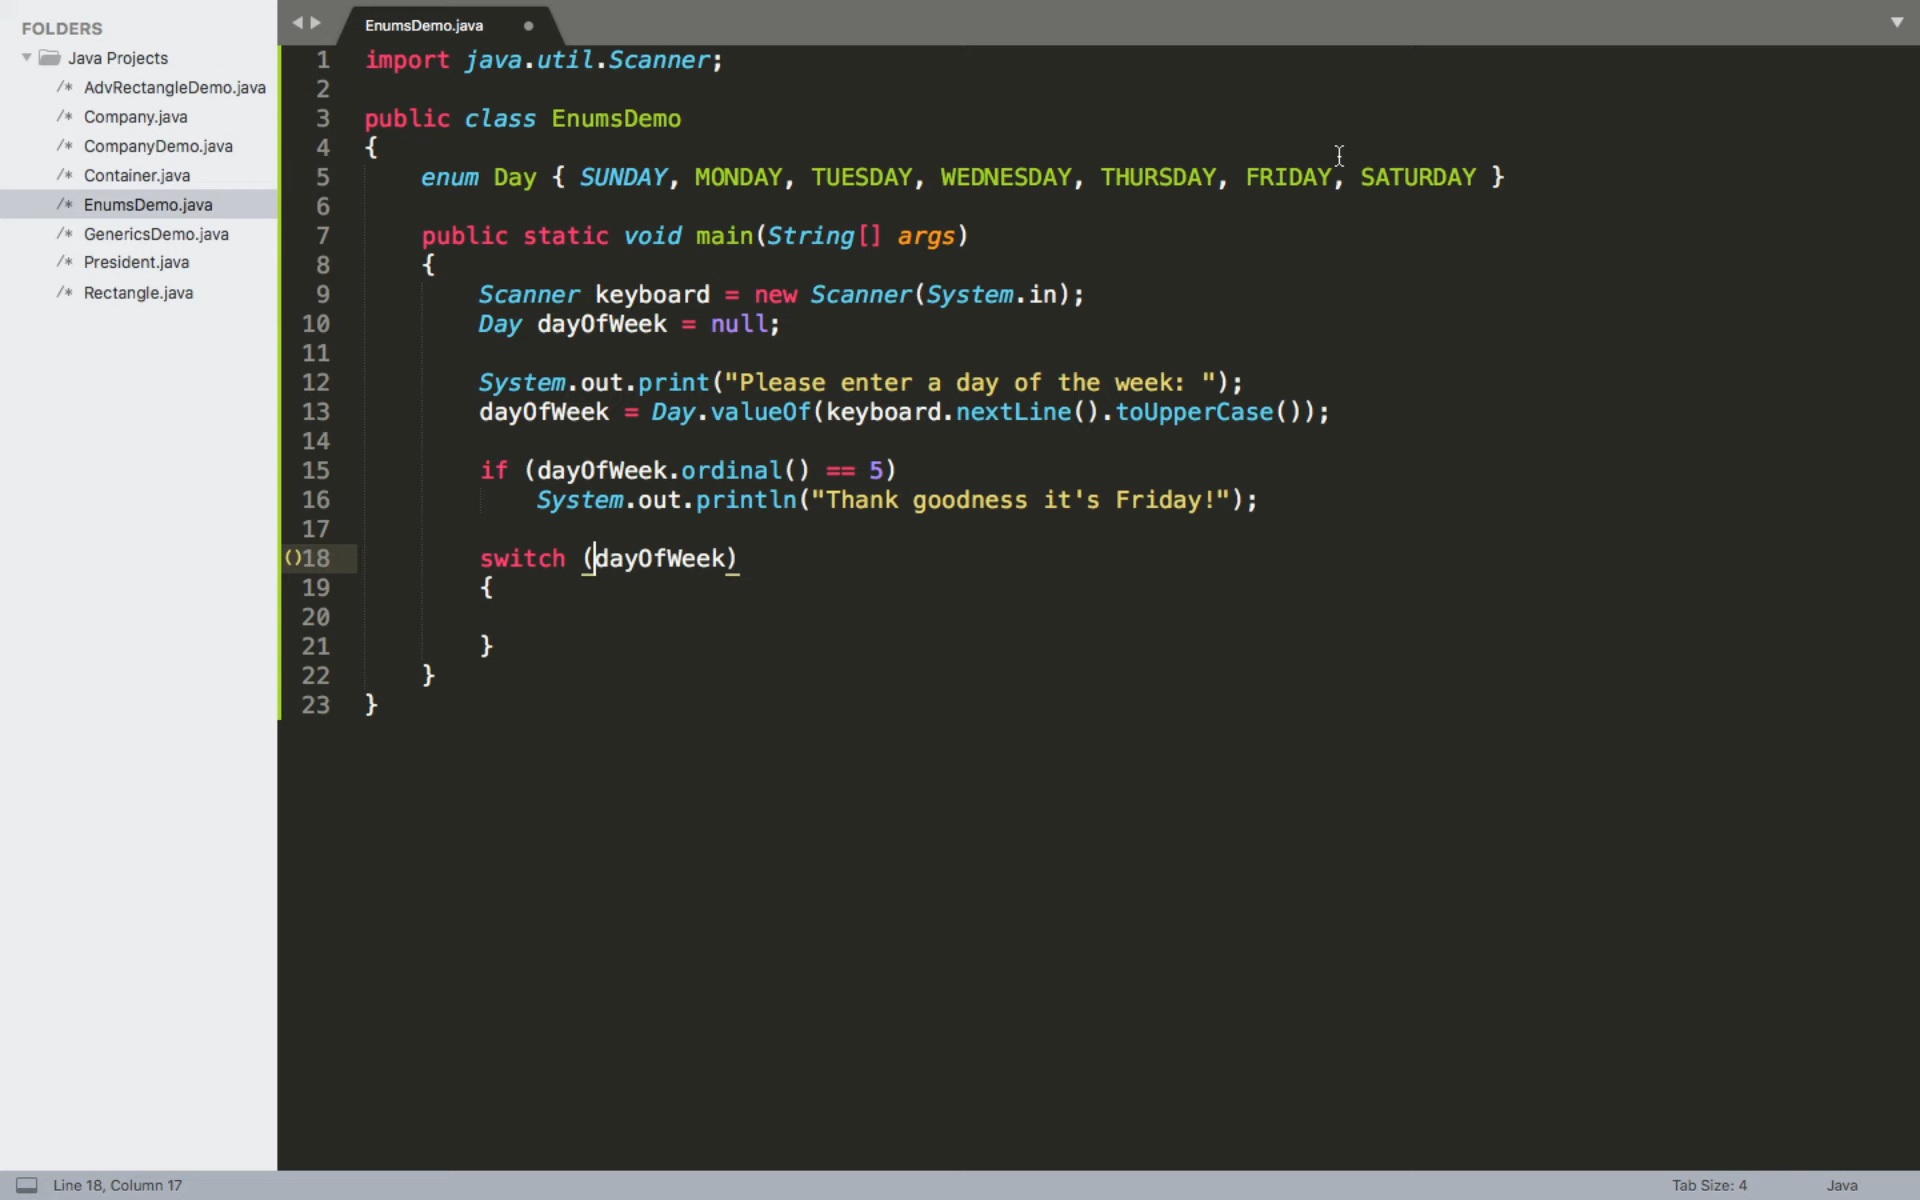 FOLDERS
Java Projects
/* AdvRectangleDemo.java
/* Company.java
/* CompanyDemo.java
/* Container.java
/* EnumsDemo.java
/* GenericsDemo.java
/* President.java
/* Rectangle.java
EnumsDemo.java
1 import java.util.Scanner;
2
3 public class EnumsDemo
4 {
5 enum Day { SUNDAY, MONDAY, TUESDAY, WEDNESDAY, THURSDAY, FRIDAY, SATURDAY }
6
7 public static void main(String[] args)
8 {
9 Scanner keyboard = new Scanner(System.in);
10 Day dayOfWeek = null;
11
12 System.out.print("Please enter a day of the week: ");
13 dayOfWeek = Day.valueOf(keyboard.nextLine().toUpperCase());
14
15 if (dayOfWeek.ordinal() == 5)
16 System.out.println("Thank goodness it's Friday!");
17
()18 switch (dayOfWeek)
19 {
20
21 }
22 }
23 }
Line 18, Column 17
Tab Size: 4
Java